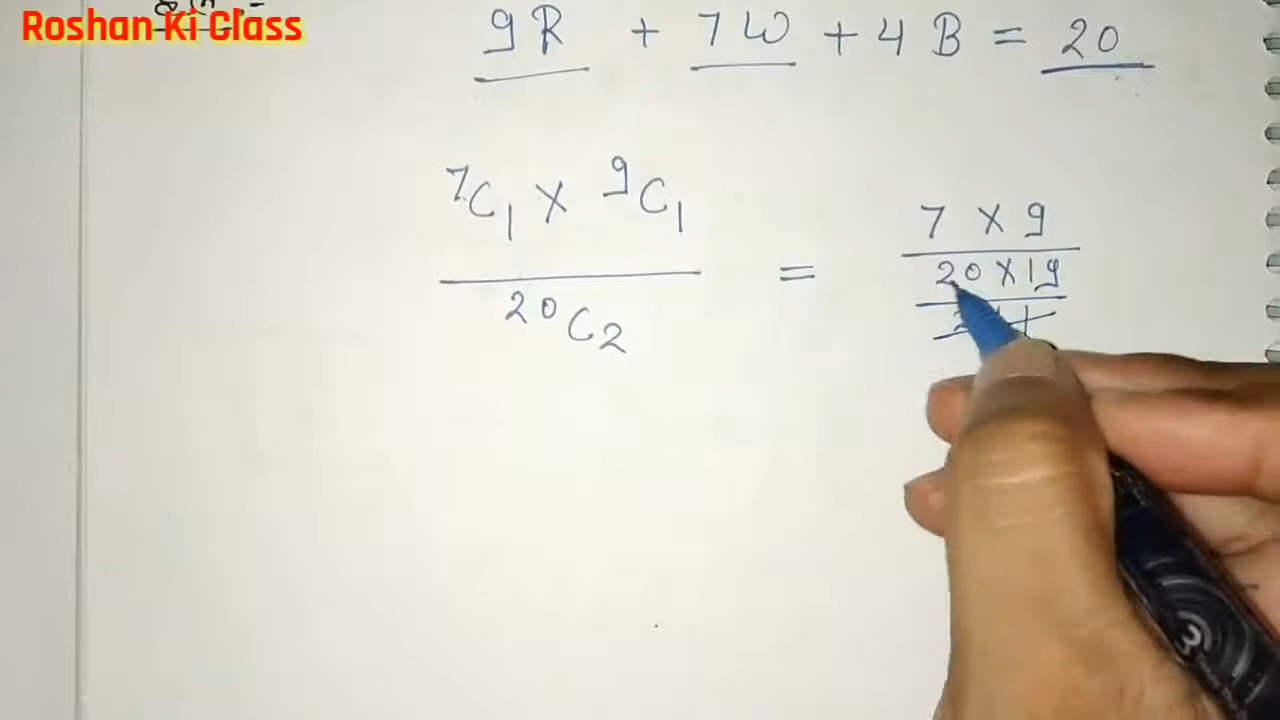 Roshan Ki Class
9R + 7W + 4B = 20
7C1 × 9C1 = 7 × 9
20C2 20 × 19